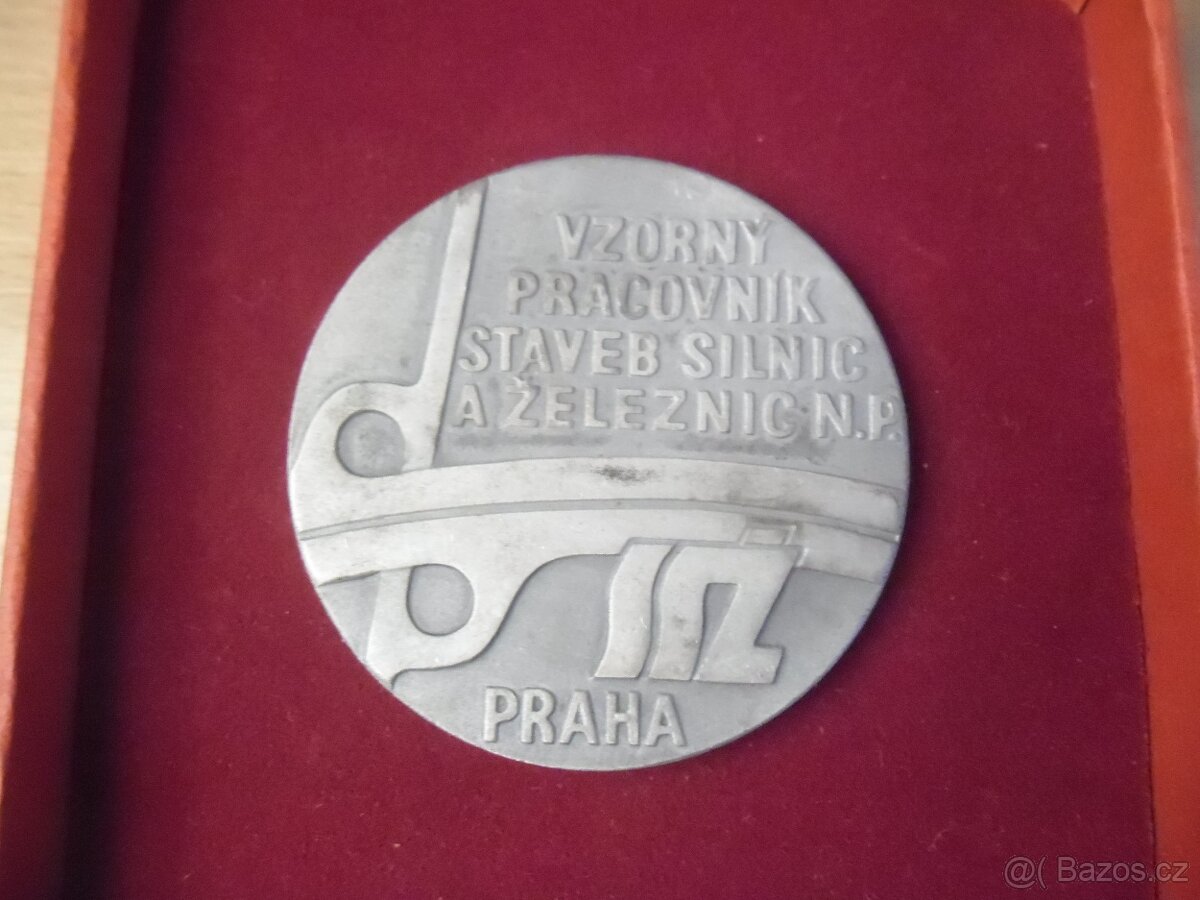 VZORNÝ
PRACOVNÍK
STAVEB SILNIC
A ŽELEZNIC N.P.
SSŽ
PRAHA
@( Bazos.cz